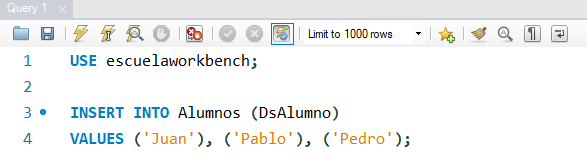 Query 1
Limit to 1000 rows
1 USE escuelaworkbench;
2
3 INSERT INTO Alumnos (DsAlumno)
4 VALUES ('Juan'), ('Pablo'), ('Pedro');